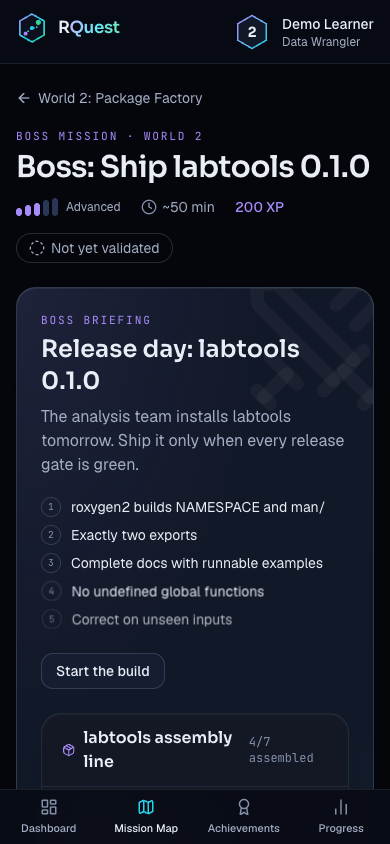 RQuest
2
Demo Learner
Data Wrangler
World 2: Package Factory
BOSS MISSION · WORLD 2
Boss: Ship labtools 0.1.0
Advanced
~50 min
200 XP
Not yet validated
BOSS BRIEFING
Release day: labtools
0.1.0
The analysis team installs labtools
tomorrow. Ship it only when every release
gate is green.
1 roxygen2 builds NAMESPACE and man/
2 Exactly two exports
3 Complete docs with runnable examples
4 No undefined global functions
5 Correct on unseen inputs
Start the build
labtools assembly
line
4/7
assembled
Dashboard
Mission Map
Achievements
Progress